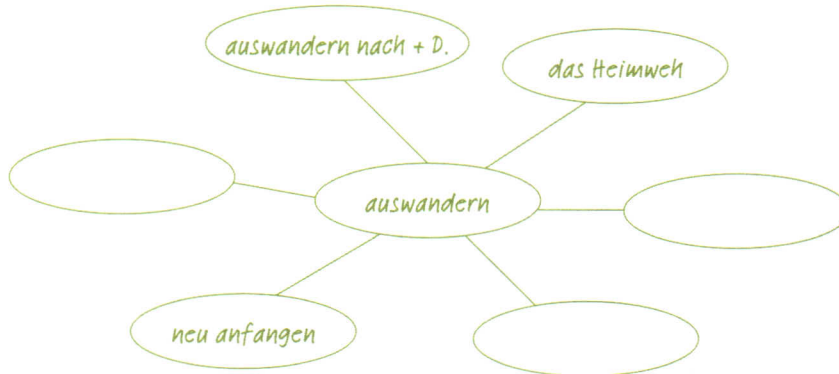 auswandern nach + D.
das Heimweh
auswandern
neu anfangen